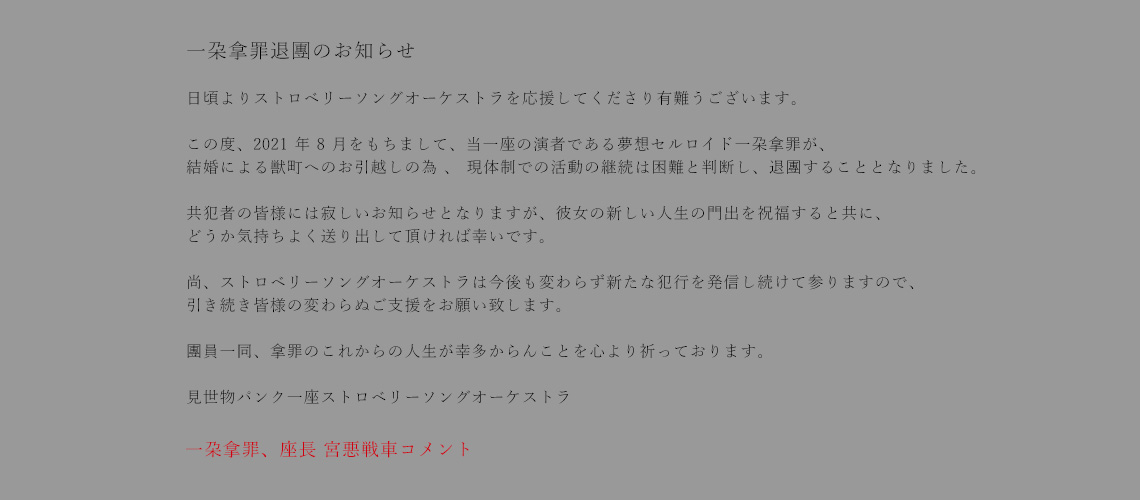 一朶拿罪退團のお知らせ
日頃よりストロベリーソングオーケストラを応援してくださり有難うございます。
この度、2021 年 8 月をもちまして、当一座の演者である夢想セルロイド一朶拿罪が、
結婚による獣町へのお引越しの為 、 現体制での活動の継続は困難と判断し、退團することとなりました。
共犯者の皆様には寂しいお知らせとなりますが、彼女の新しい人生の門出を祝福すると共に、
どうか気持ちよく送り出して頂ければ幸いです。
尚、ストロベリーソングオーケストラは今後も変わらず新たな犯行を発信し続けて参りますので、
引き続き皆様の変わらぬご支援をお願い致します。
團員一同、拿罪のこれからの人生が幸多からんことを心より祈っております。
見世物パンク一座ストロベリーソングオーケストラ
一朶拿罪、座長 宮悪戦車コメント